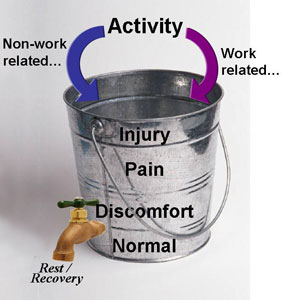 Activity
Non-work
related...
Work
related...
Injury
Pain
Discomfort
Normal
Rest /
Recovery